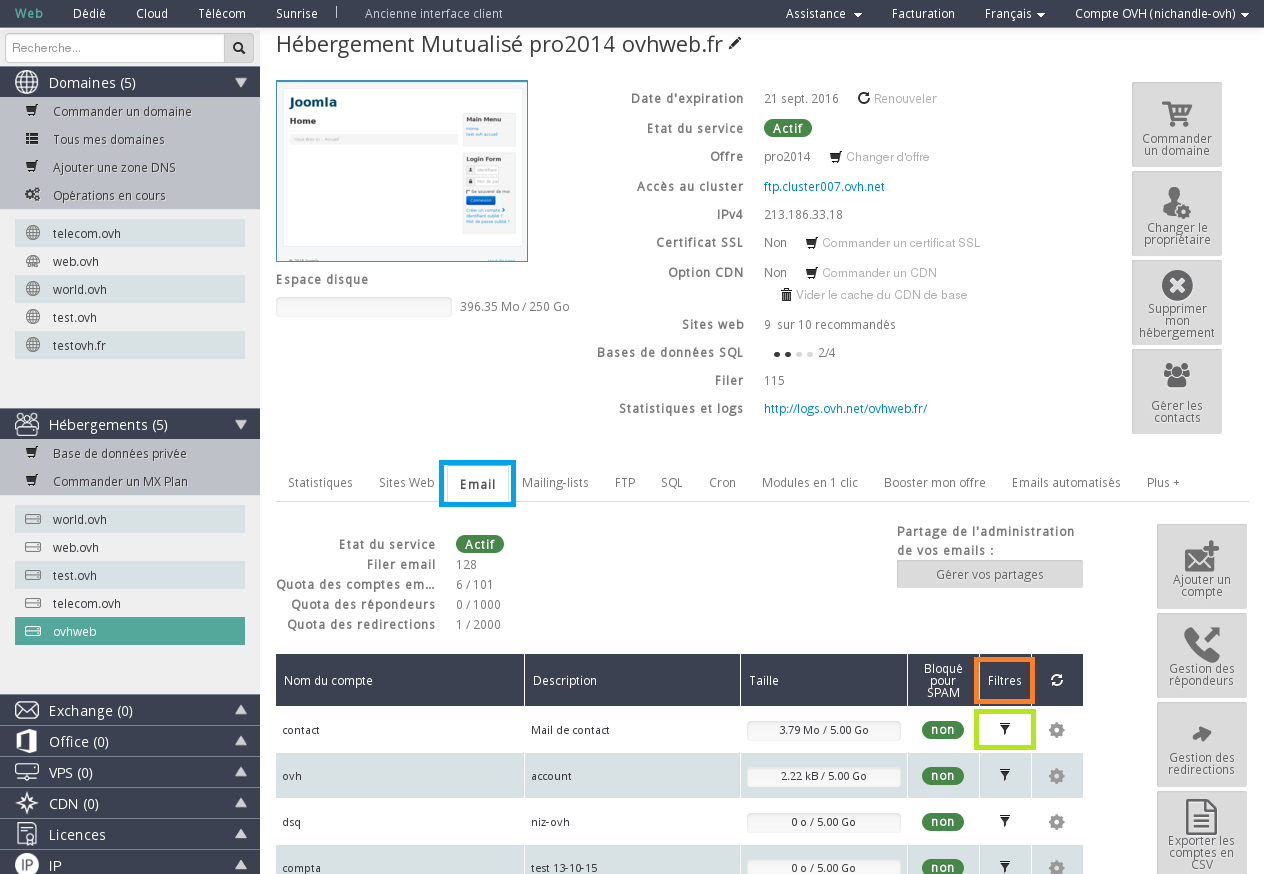 Web Dédié Cloud Télécom Sunrise Ancienne interface client Assistance Facturation Français Compte OVH (nichandle-ovh)
Recherche...
Domaines (5)
Commander un domaine
Tous mes domaines
Ajouter une zone DNS
Opérations en cours
telecom.ovh
web.ovh
world.ovh
test.ovh
testovh.fr
Hébergements (5)
Base de données privée
Commander un MX Plan
world.ovh
web.ovh
test.ovh
telecom.ovh
ovhweb
Exchange (0)
Office (0)
VPS (0)
CDN (0)
Licences
IP
Hébergement Mutualisé pro2014 ovhweb.fr
Joomla
Home
Main Menu
Home
Login Form
Connexion
Espace disque
396.35 Mo / 250 Go
Date d'expiration 21 sept. 2016 Renouveler
Etat du service Actif
Offre pro2014 Changer d'offre
Accès au cluster ftp.cluster007.ovh.net
IPv4 213.186.33.18
Certificat SSL Non Commander un certificat SSL
Option CDN Non Commander un CDN
Vider le cache du CDN de base
Sites web 9 sur 10 recommandés
Bases de données SQL 2/4
Filer 115
Statistiques et logs http://logs.ovh.net/ovhweb.fr/
Commander
un domaine
Changer le
propriétaire
Supprimer
mon
hébergement
Gérer les
contacts
Statistiques Sites Web Email Mailing-lists FTP SQL Cron Modules en 1 clic Booster mon offre Emails automatisés Plus +
Etat du service Actif
Filer email 128
Quota des comptes em... 6 / 101
Quota des répondeurs 0 / 1000
Quota des redirections 1 / 2000
Partage de l'administration
de vos emails :
Gérer vos partages
Ajouter un
compte
Gestion des
répondeurs
Gestion des
redirections
Exporter les
comptes en
CSV
Nom du compte Description Taille Bloqué pour SPAM Filtres
contact Mail de contact 3.79 Mo / 5.00 Go non
ovh account 2.22 kB / 5.00 Go non
dsq niz-ovh 0 o / 5.00 Go non
compta test 13-10-15 0 o / 5.00 Go non